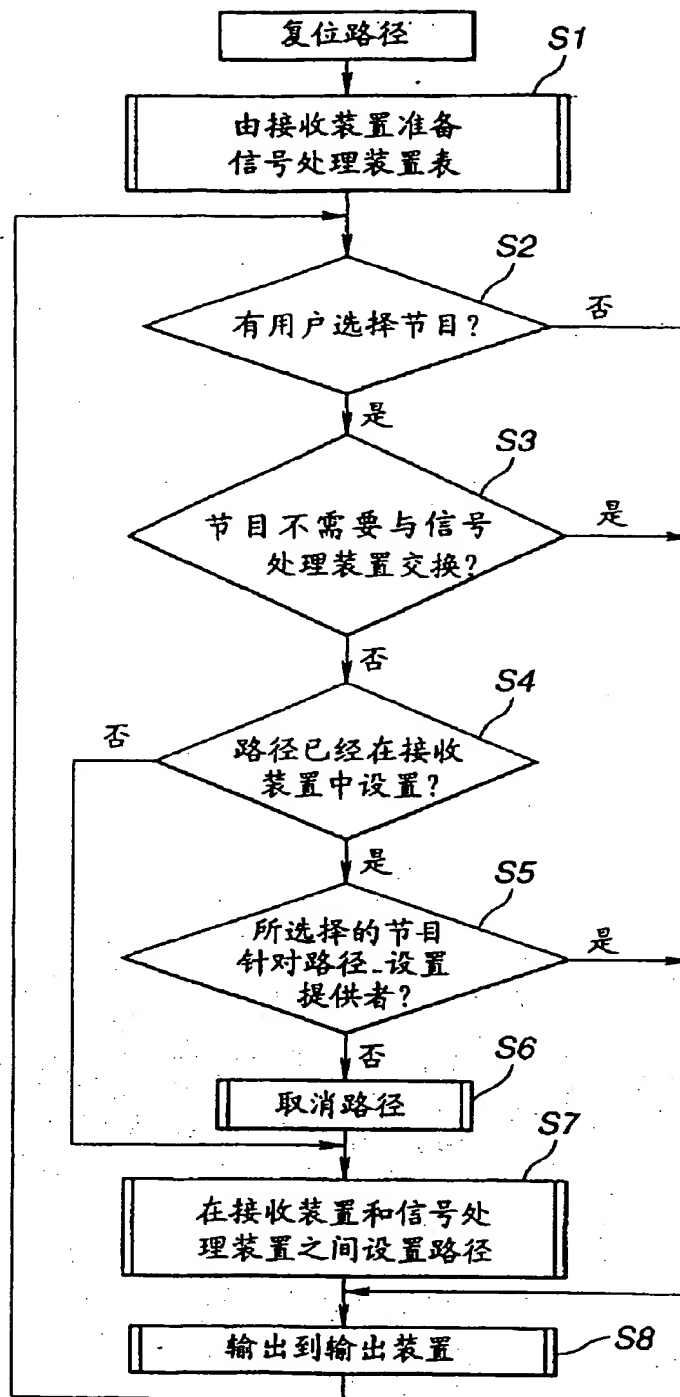 复位路径
S1
由接收装置准备
信号处理装置表
S2
有用户选择节目?
否
是
S3
节目不需要与信号
处理装置交换?
是
否
S4
否
路径已经在接收
装置中设置?
是
S5
所选择的节目
针对路径-设置
提供者?
是
否
S6
取消路径
S7
在接收装置和信号处
理装置之间设置路径
输出到输出装置
S8